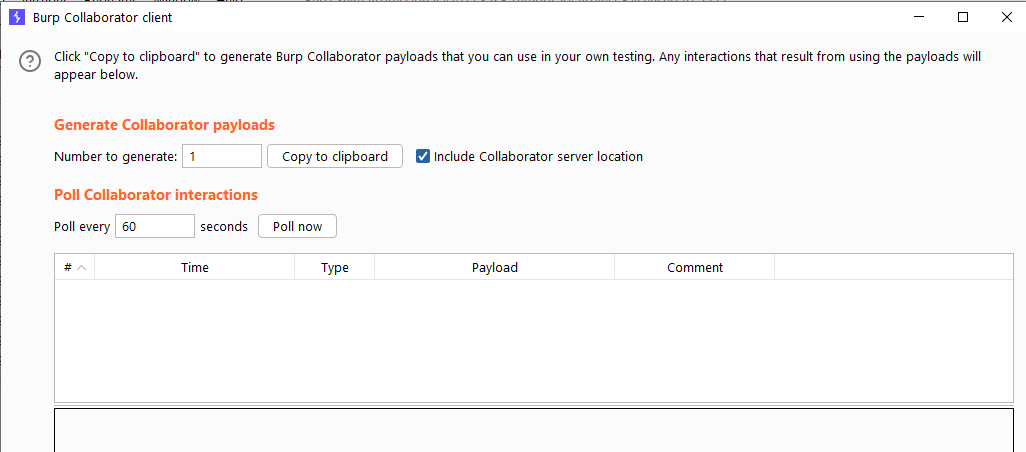 Burp Collaborator client
Click "Copy to clipboard" to generate Burp Collaborator payloads that you can use in your own testing. Any interactions that result from using the payloads will
appear below.
Generate Collaborator payloads
Number to generate: 1 Copy to clipboard Include Collaborator server location
Poll Collaborator interactions
Poll every 60 seconds Poll now
# Time Type Payload Comment